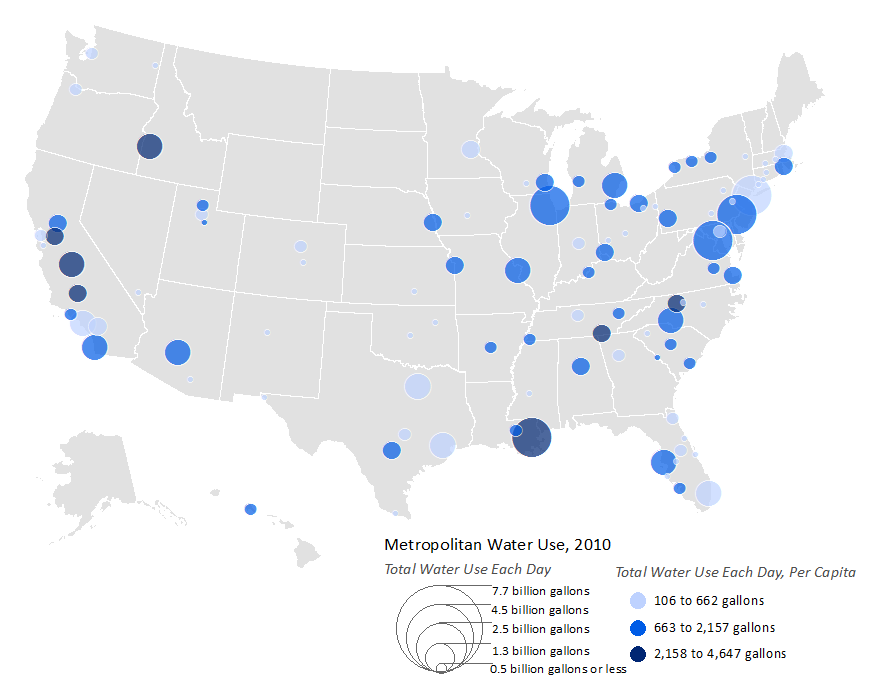 Metropolitan Water Use, 2010
Total Water Use Each Day
7.7 billion gallons
4.5 billion gallons
2.5 billion gallons
1.3 billion gallons
0.5 billion gallons or less
Total Water Use Each Day, Per Capita
106 to 662 gallons
663 to 2,157 gallons
2,158 to 4,647 gallons